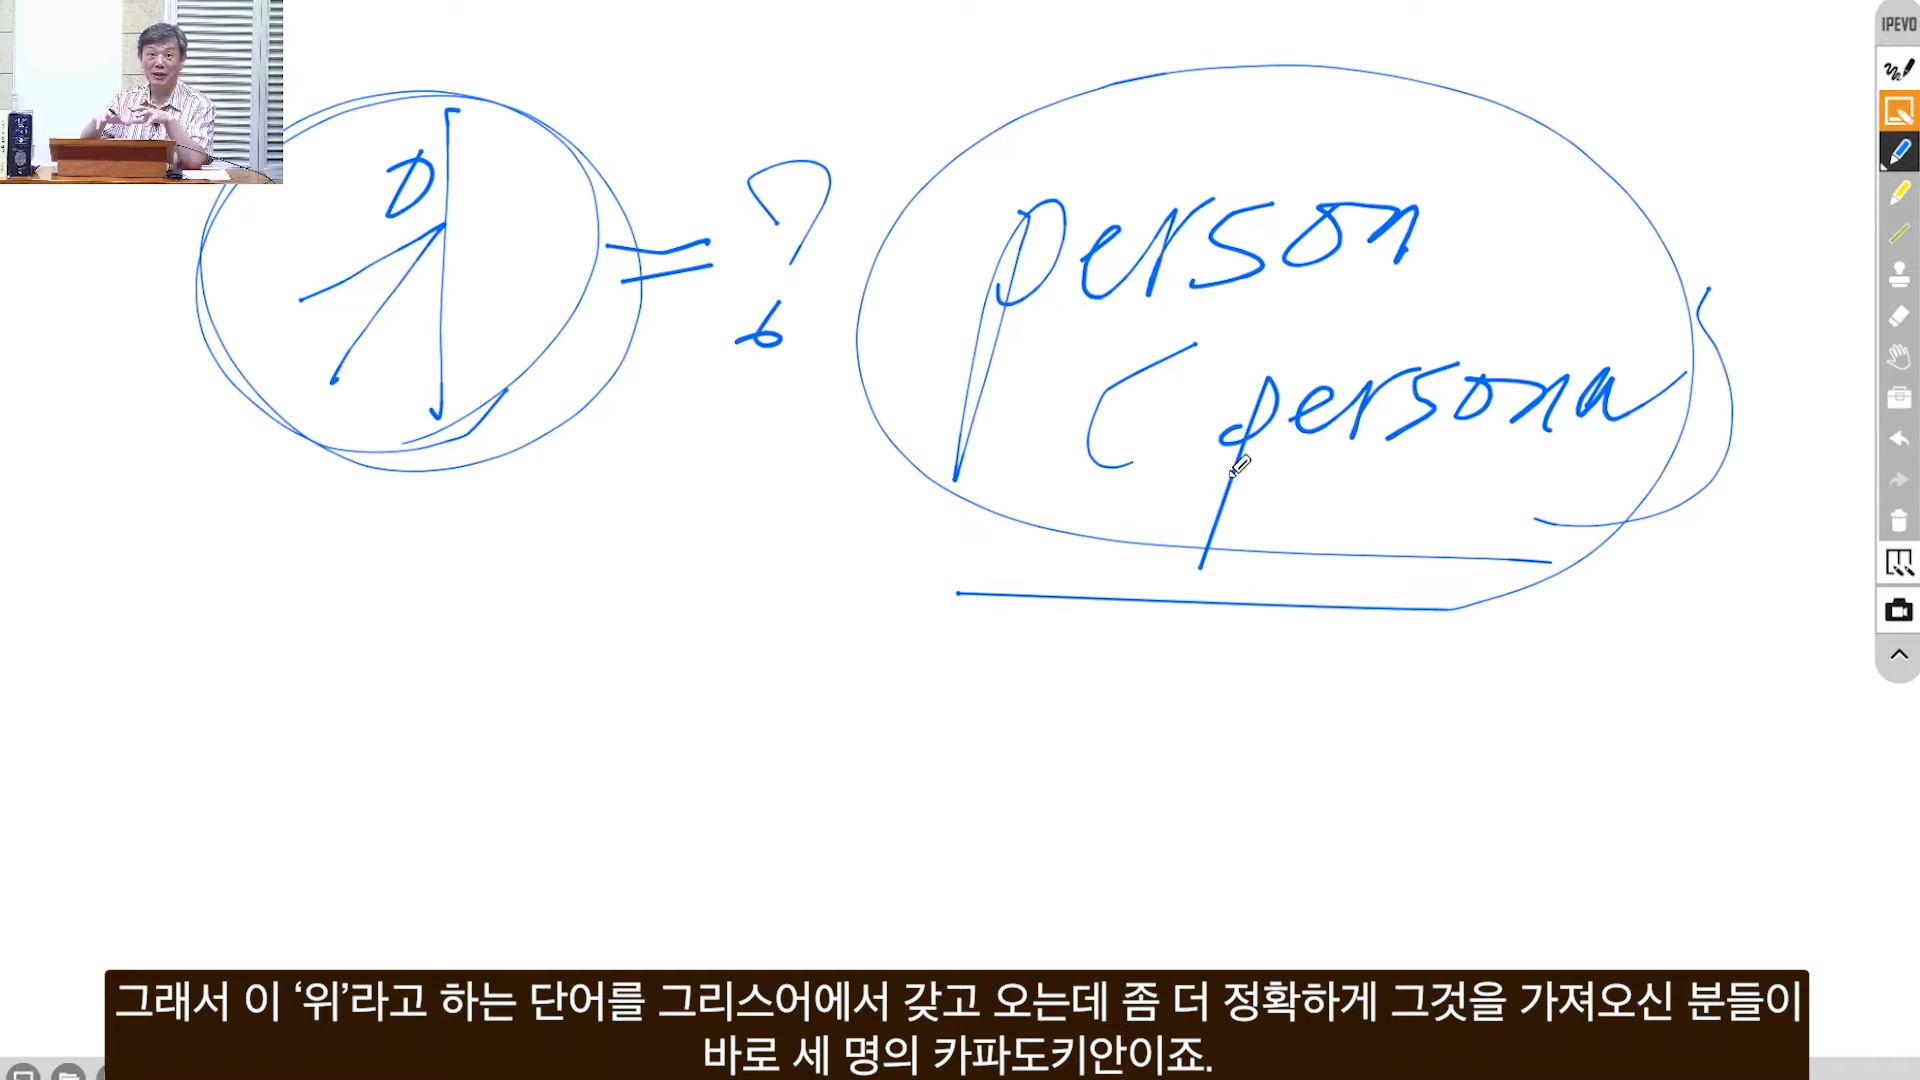 IPEVO
위 = ?
person
( persona )
그래서 이 ‘위’라고 하는 단어를 그리스어에서 갖고 오는데 좀 더 정확하게 그것을 가져오신 분들이
바로 세 명의 카파도키안이죠.